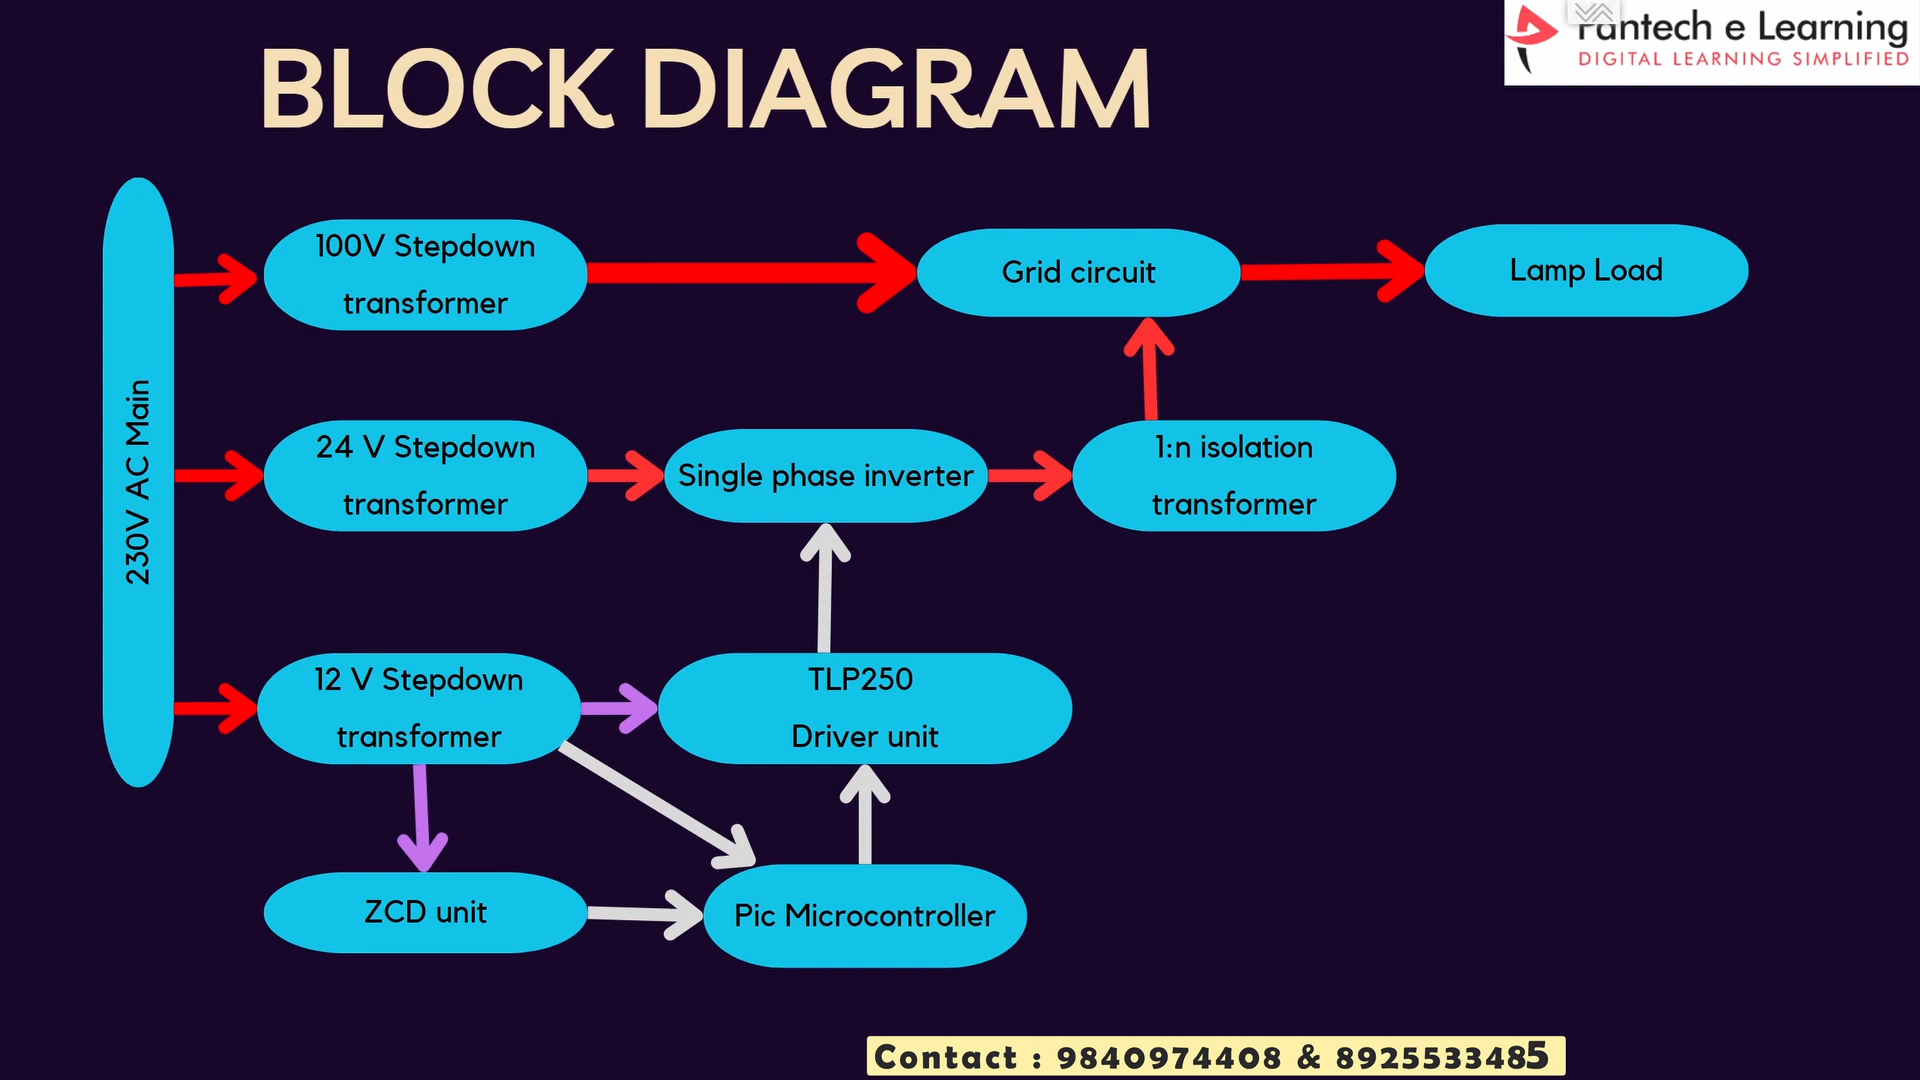 BLOCK DIAGRAM
Pantech e Learning
DIGITAL LEARNING SIMPLIFIED
100V Stepdown
transformer
Grid circuit
Lamp Load
230V AC Main
24 V Stepdown
transformer
Single phase inverter
1:n isolation
transformer
12 V Stepdown
transformer
TLP250
Driver unit
ZCD unit
Pic Microcontroller
Contact : 9840974408 & 8925533485